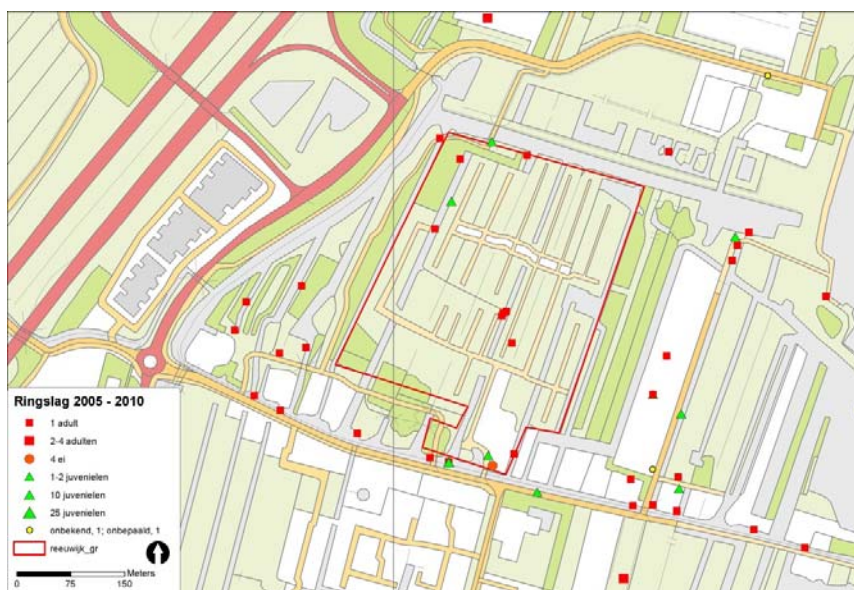 Ringslag 2005 - 2010
1 adult
2-4 adulten
4 ei
1-2 juvenielen
10 juvenielen
25 juvenielen
onbekend, 1; onbepaald, 1
reeuwijk_gr
Meters
0 75 150